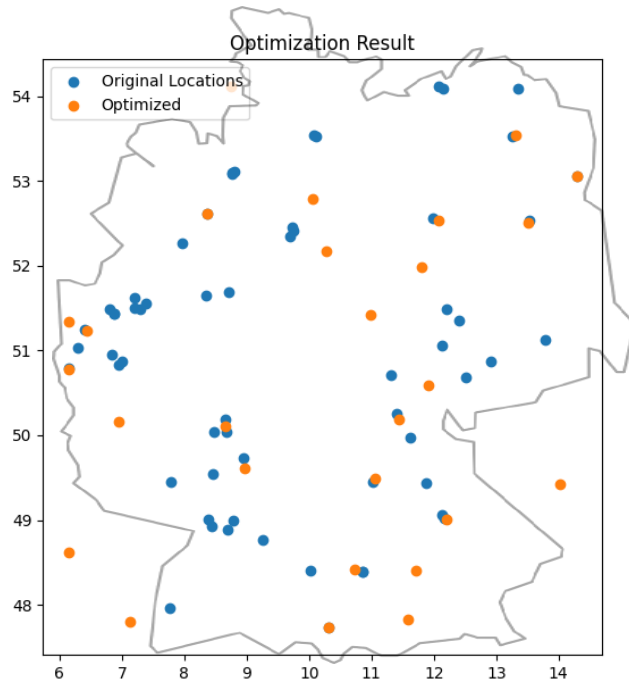 Optimization Result
Original Locations
Optimized
54
53
52
51
50
49
48
6 7 8 9 10 11 12 13 14